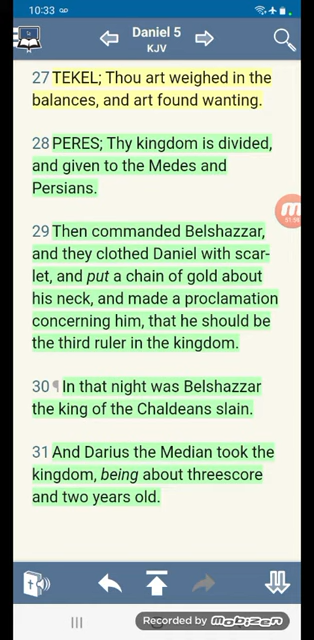 10:33
Daniel 5
KJV
27 TEKEL; Thou art weighed in the
balances, and art found wanting.
28 PERES; Thy kingdom is divided,
and given to the Medes and
Persians.
29 Then commanded Belshazzar,
and they clothed Daniel with scar-
let, and put a chain of gold about
his neck, and made a proclamation
concerning him, that he should be
the third ruler in the kingdom.
30 ¶ In that night was Belshazzar
the king of the Chaldeans slain.
31 And Darius the Median took the
kingdom, being about threescore
and two years old.
Recorded by mobizen